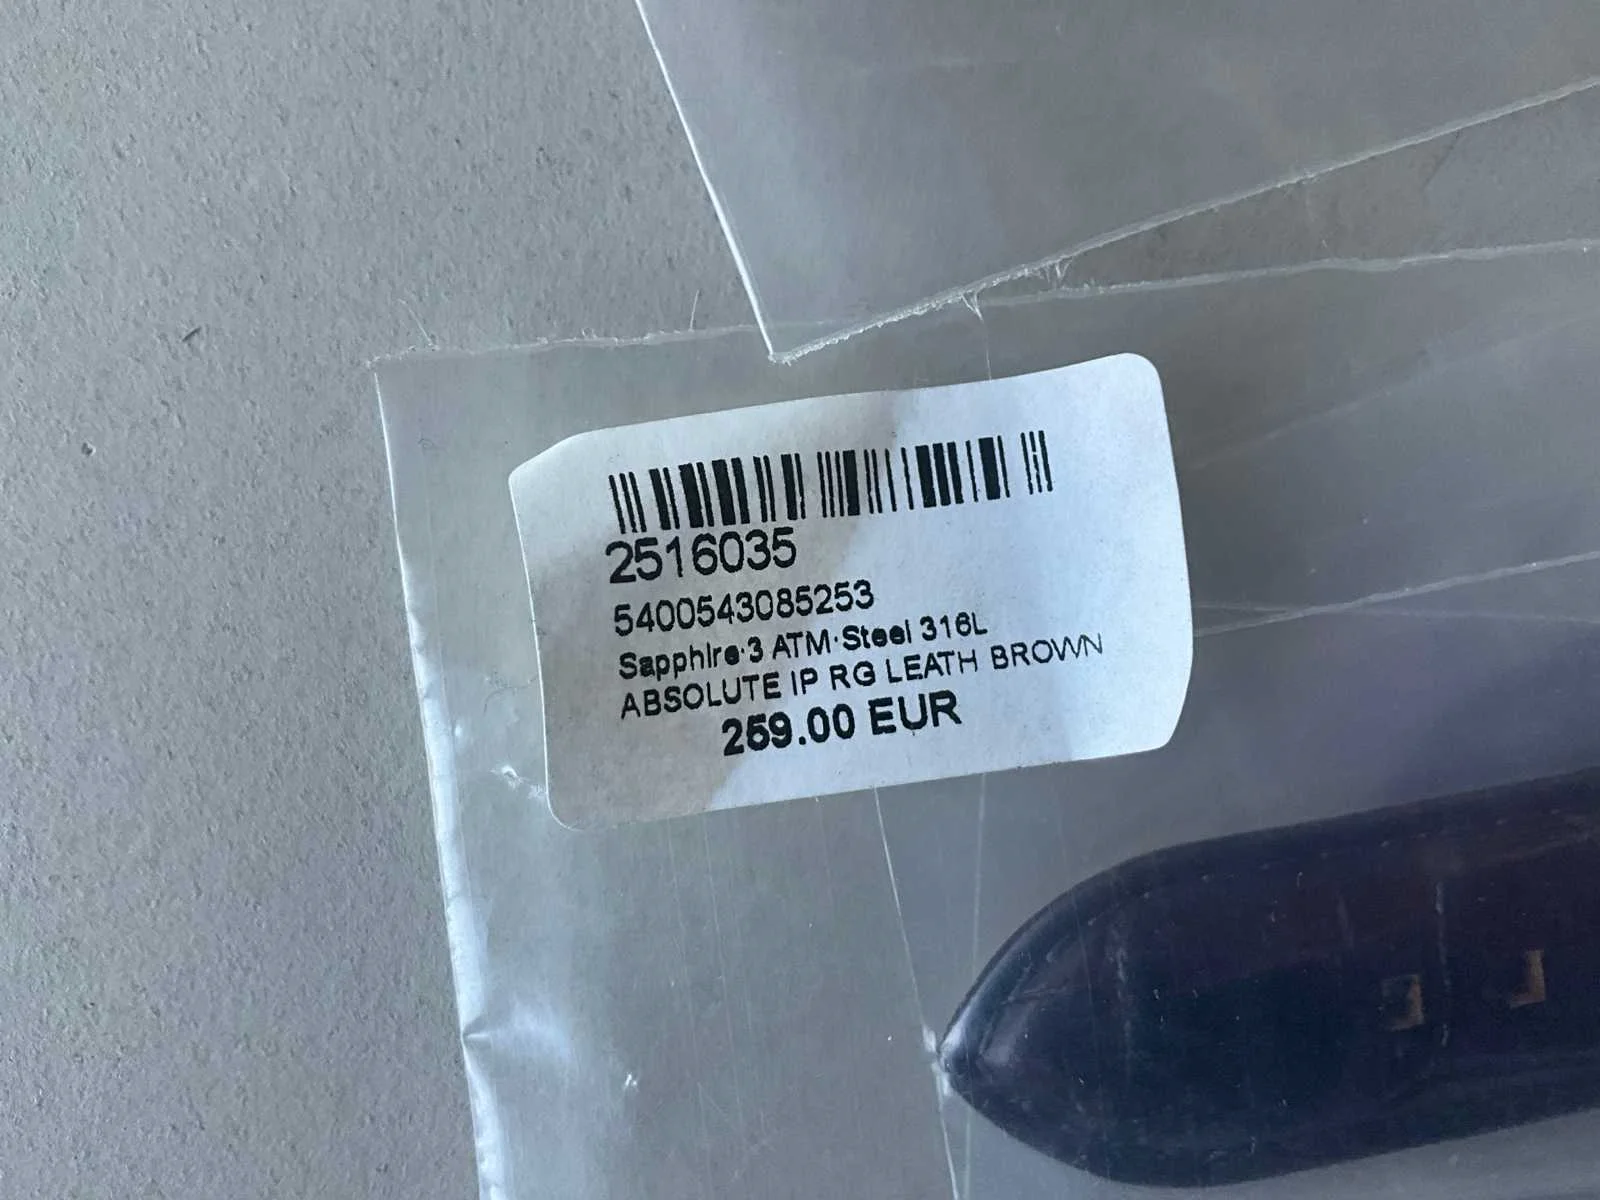 2516035
5400543085253
Sapphire·3 ATM·Steel 316L
ABSOLUTE IP RG LEATH BROWN
259.00 EUR